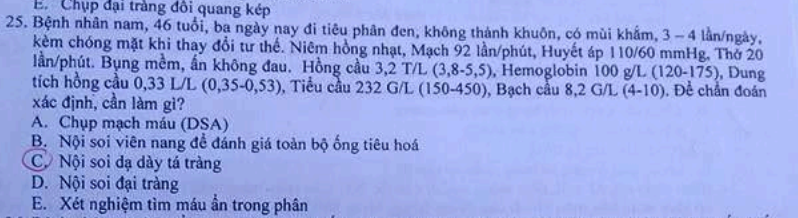 E. Chụp đại tràng đối quang kép
25. Bệnh nhân nam, 46 tuổi, ba ngày nay đi tiêu phân đen, không thành khuôn, có mùi khắm, 3 – 4 lần/ngày,
kèm chóng mặt khi thay đổi tư thế. Niêm hồng nhạt, Mạch 92 lần/phút, Huyết áp 110/60 mmHg, Thở 20
lần/phút. Bụng mềm, ấn không đau. Hồng cầu 3,2 T/L (3,8-5,5), Hemoglobin 100 g/L (120-175), Dung
tích hồng cầu 0,33 L/L (0,35-0,53), Tiểu cầu 232 G/L (150-450), Bạch cầu 8,2 G/L (4-10). Để chẩn đoán
xác định, cần làm gì?
A. Chụp mạch máu (DSA)
B. Nội soi viên nang để đánh giá toàn bộ ống tiêu hoá
C. Nội soi dạ dày tá tràng
D. Nội soi đại tràng
E. Xét nghiệm tìm máu ẩn trong phân